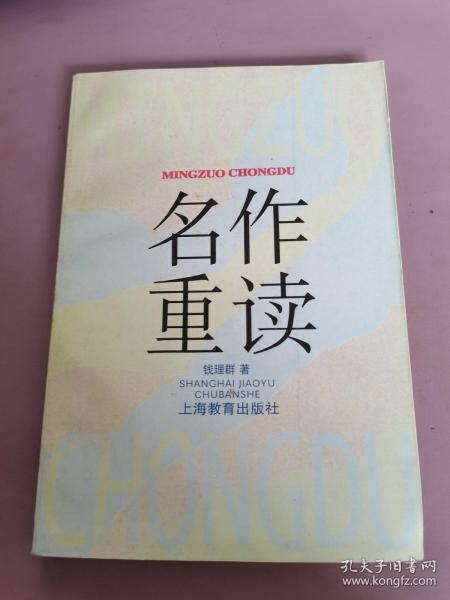 MINGZUO
MINGZUO CHONGDU
名作
重读
钱理群 著
SHANGHAI JIAOYU
CHUBANSHE
上海教育出版社
CHONGDU
孔夫子旧书网
www.kongfz.com